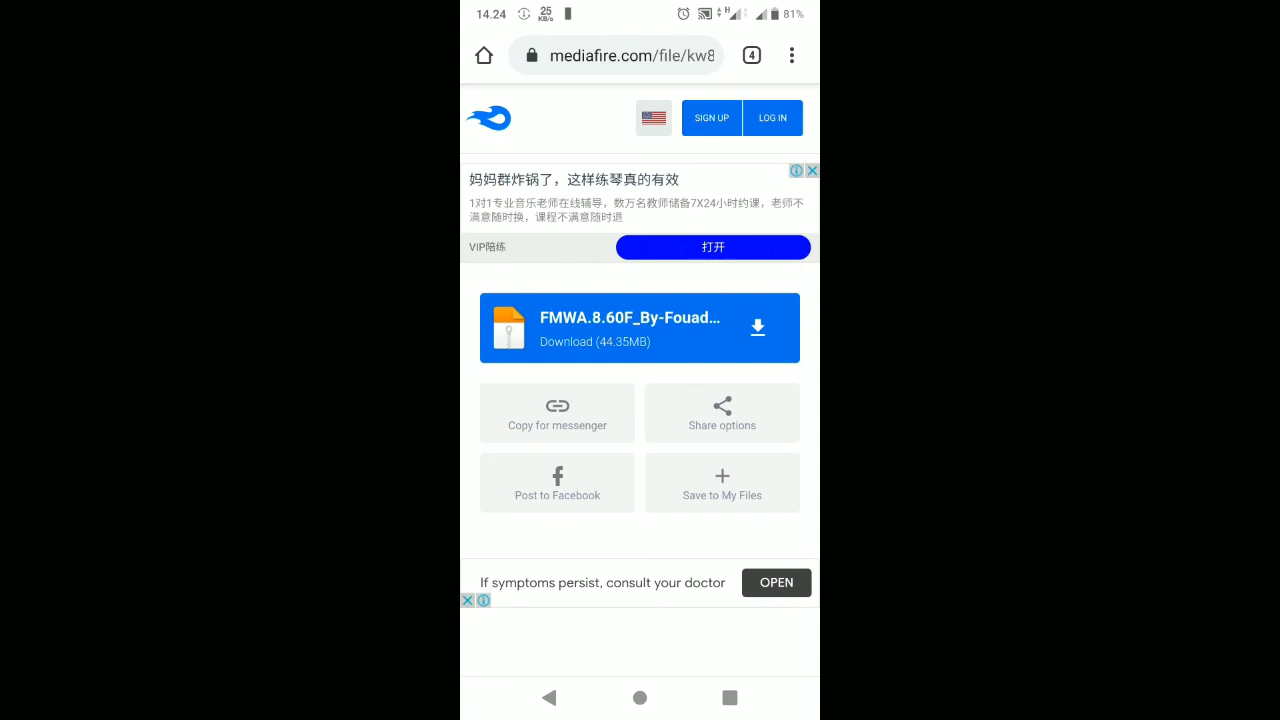 14.24 25 KB/s H 81%
mediafire.com/file/kw8
4
SIGN UP LOG IN
妈妈群炸锅了，这样练琴真的有效
1对1专业音乐老师在线辅导，数万名教师储备7X24小时约课，老师不
满意随时换，课程不满意随时退
VIP陪练 打开
FMWA.8.60F_By-Fouad...
Download (44.35MB)
Copy for messenger Share options
Post to Facebook Save to My Files
If symptoms persist, consult your doctor OPEN